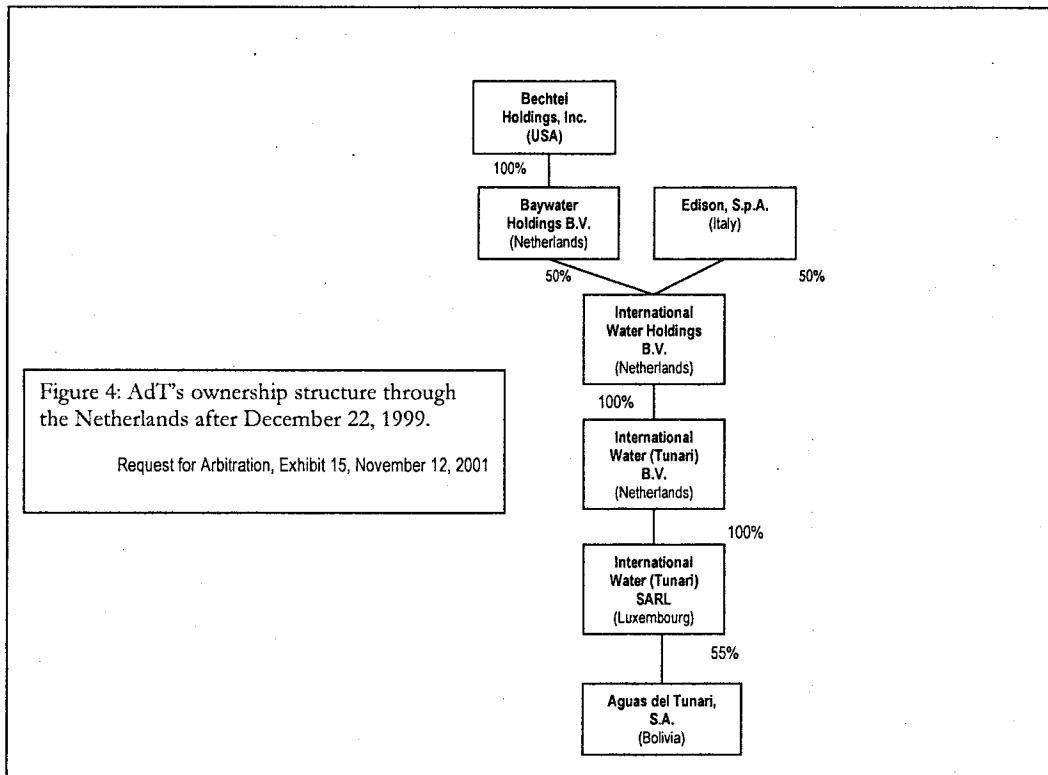 Bechtel
Holdings, Inc.
(USA)
100%
Baywater
Holdings B.V.
(Netherlands)
Edison, S.p.A.
(Italy)
50%
50%
International
Water Holdings
B.V.
(Netherlands)
Figure 4: AdT's ownership structure through
the Netherlands after December 22, 1999.
Request for Arbitration, Exhibit 15, November 12, 2001
100%
International
Water (Tunari)
B.V.
(Netherlands)
100%
International
Water (Tunari)
SARL
(Luxembourg)
55%
Aguas del Tunari,
S.A.
(Bolivia)